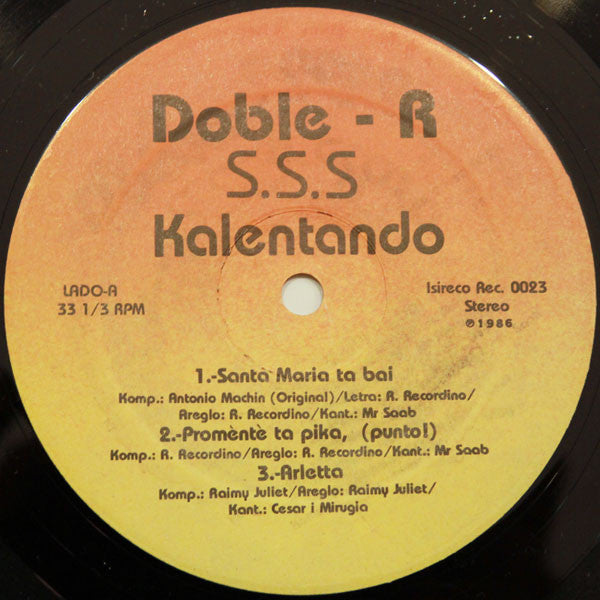 Doble - R
S.S.S
Kalentando
LADO-A
33 1/3 RPM
Isireco Rec. 0023
Stereo
℗1986
1.-Santà Maria ta bai
Komp.: Antonio Machin (Original)/Letra: R. Recordino/
Areglo: R. Recordino/Kant.: Mr Saab
2.-Promèntè ta pika, (punto!)
Komp.: R. Recordino/Areglo: R. Recordino/Kant.: Mr Saab
3.-Arletta
Komp.: Raimy Juliet/Areglo: Raimy Juliet/
Kant.: Cesar i Mirugia